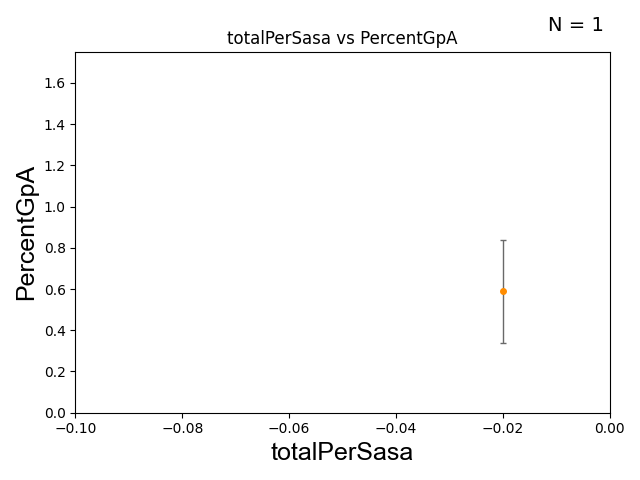 N = 1
totalPerSasa vs PercentGpA
PercentGpA
1.6
1.4
1.2
1.0
0.8
0.6
0.4
0.2
0.0
−0.10 −0.08 −0.06 −0.04 −0.02 0.00
totalPerSasa